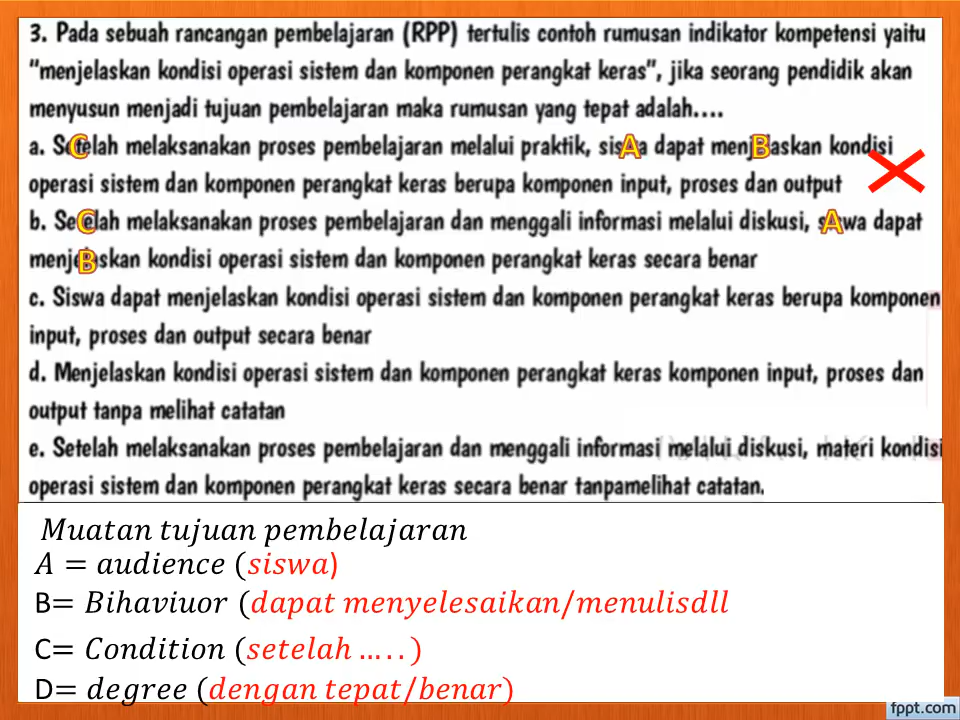 3. Pada sebuah rancangan pembelajaran (RPP) tertulis contoh rumusan indikator kompetensi yaitu
"menjelaskan kondisi operasi sistem dan komponen perangkat keras", jika seorang pendidik akan
menyusun menjadi tujuan pembelajaran maka rumusan yang tepat adalah....
a. Setelah melaksanakan proses pembelajaran melalui praktik, siswa dapat menjelaskan kondisi
C A B
operasi sistem dan komponen perangkat keras berupa komponen input, proses dan output
b. Setelah melaksanakan proses pembelajaran dan menggali informasi melalui diskusi, siswa dapat
C A
menjelaskan kondisi operasi sistem dan komponen perangkat keras secara benar
B
c. Siswa dapat menjelaskan kondisi operasi sistem dan komponen perangkat keras berupa komponen
input, proses dan output secara benar
d. Menjelaskan kondisi operasi sistem dan komponen perangkat keras komponen input, proses dan
output tanpa melihat catatan
e. Setelah melaksanakan proses pembelajaran dan menggali informasi melalui diskusi, materi kondisi
operasi sistem dan komponen perangkat keras secara benar tanpamelihat catatan.
Muatan tujuan pembelajaran
A = audience (siswa)
B= Bihaviuor (dapat menyelesaikan/menulisdll
C= Condition (setelah .....)
D= degree (dengan tepat/benar)
fppt.com